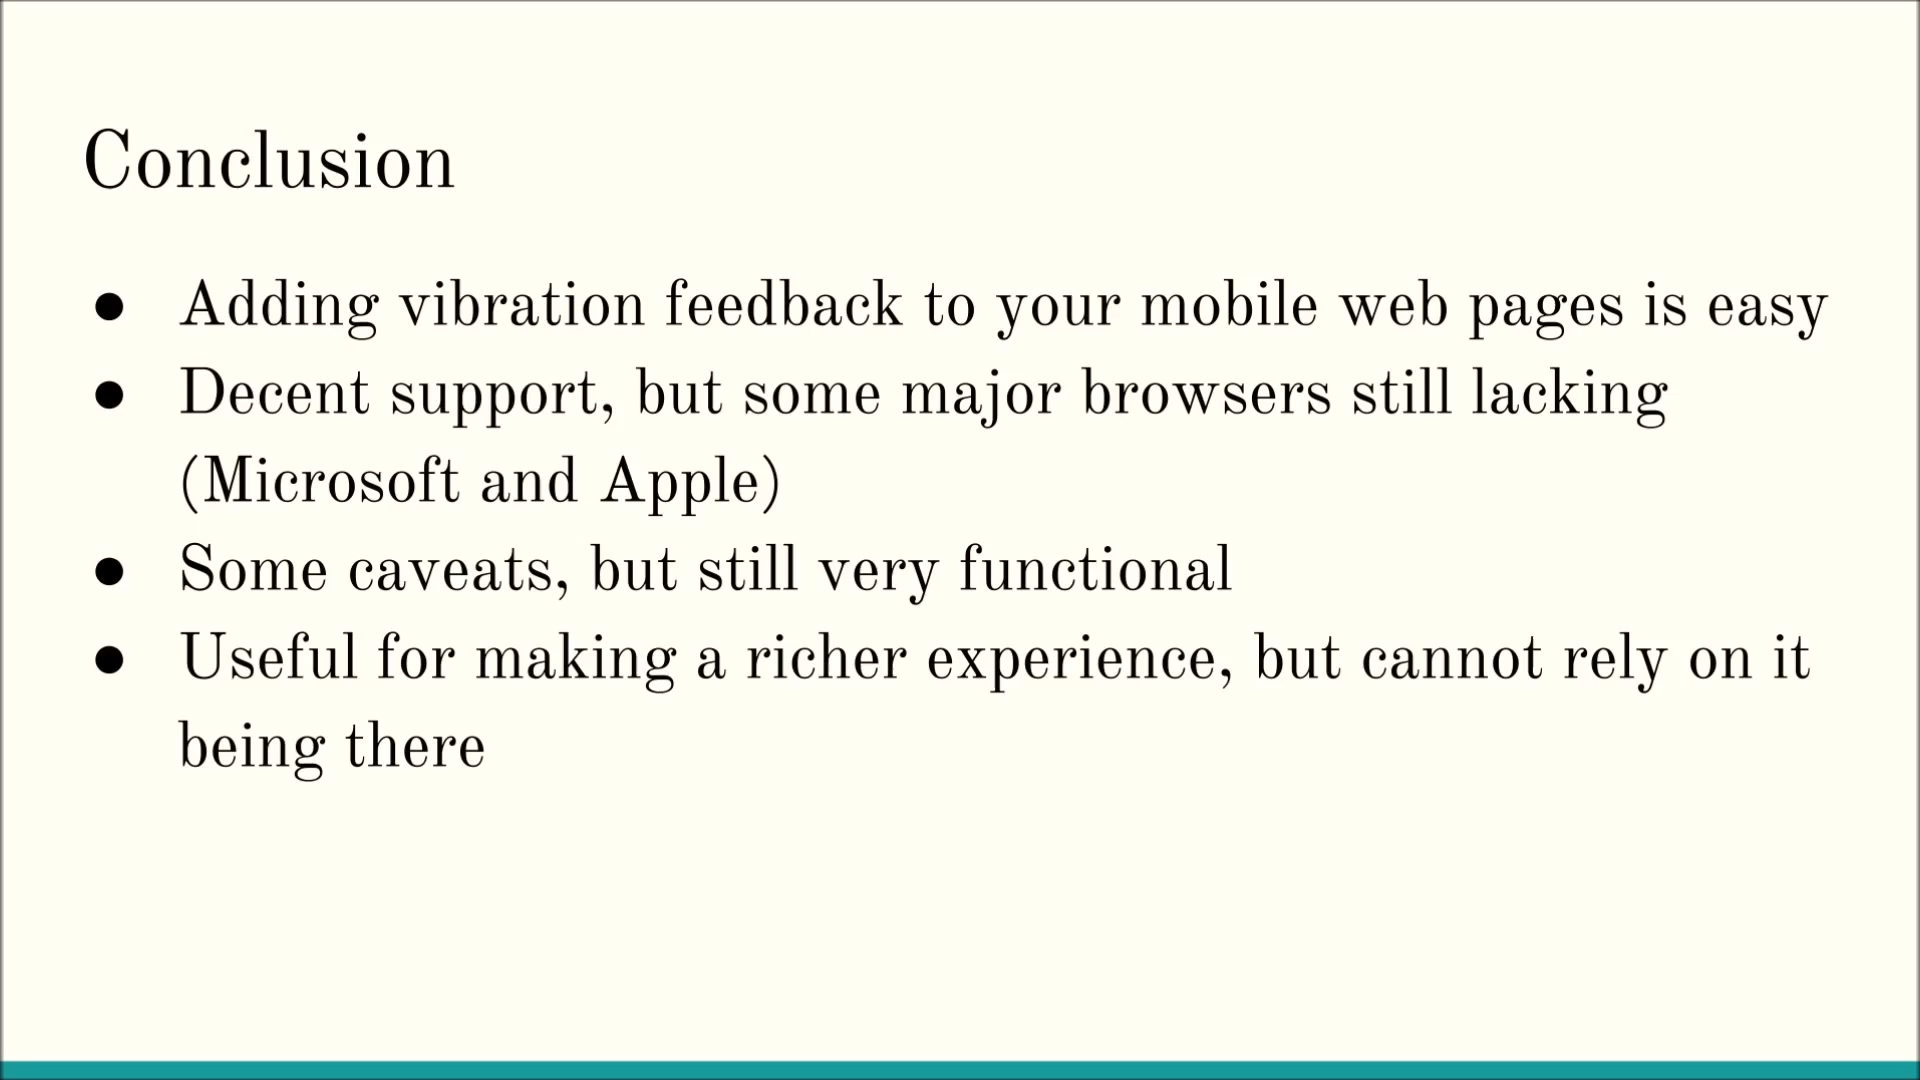 Conclusion
● Adding vibration feedback to your mobile web pages is easy
● Decent support, but some major browsers still lacking
(Microsoft and Apple)
● Some caveats, but still very functional
● Useful for making a richer experience, but cannot rely on it
being there